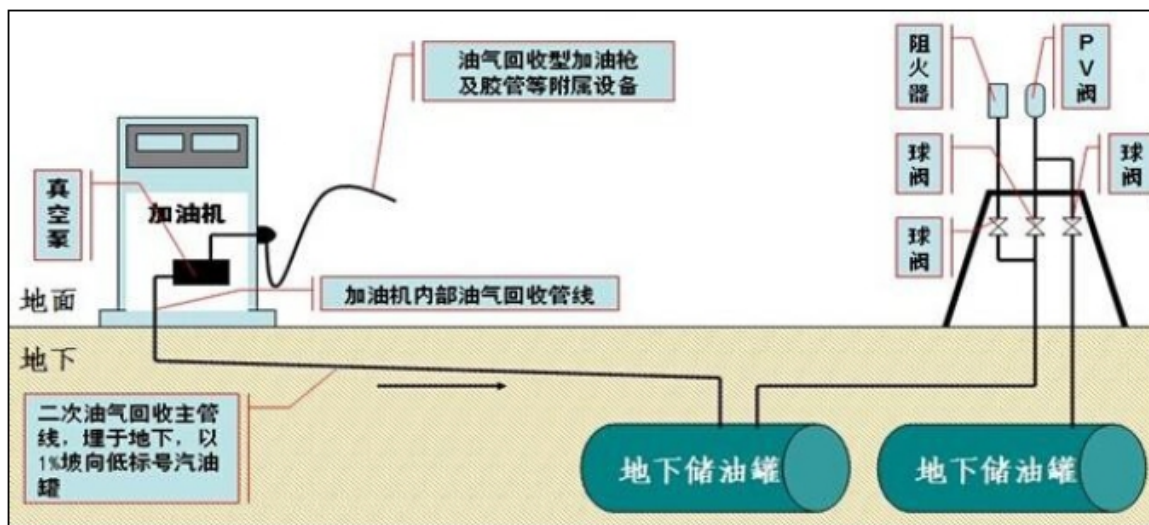 油气回收型加油枪
及胶管等附属设备
阻火器
PV阀
真空泵
加油机
球阀
球阀
球阀
加油机内部油气回收管线
地面
地下
二次油气回收主管
线，埋于地下，以
1%坡向低标号汽油
罐
地下储油罐
地下储油罐